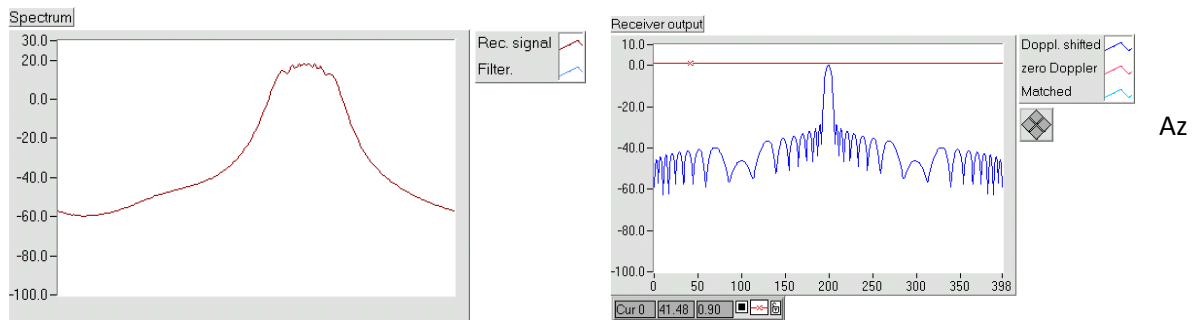 Spectrum
30.0
20.0
0.0
-20.0
-40.0
-60.0
-80.0
-100.0
Rec. signal
Filter.
Receiver output
10.0
0.0
-20.0
-40.0
-60.0
-80.0
-100.0
0 50 100 150 200 250 300 350 398
Doppl. shifted
zero Doppler
Matched
Cur 0 41.48 0.90
Az